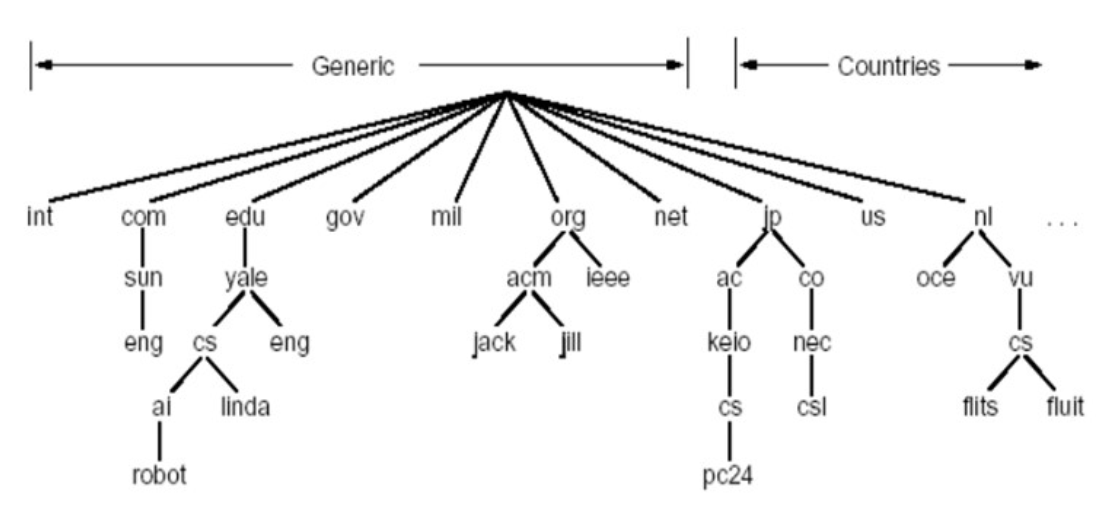 Generic Countries
int com edu gov mil org net jp us nl ...
sun yale acm ieee ac co oce vu
eng cs eng jack jill keio nec cs
ai linda cs csl flits fluit
robot pc24